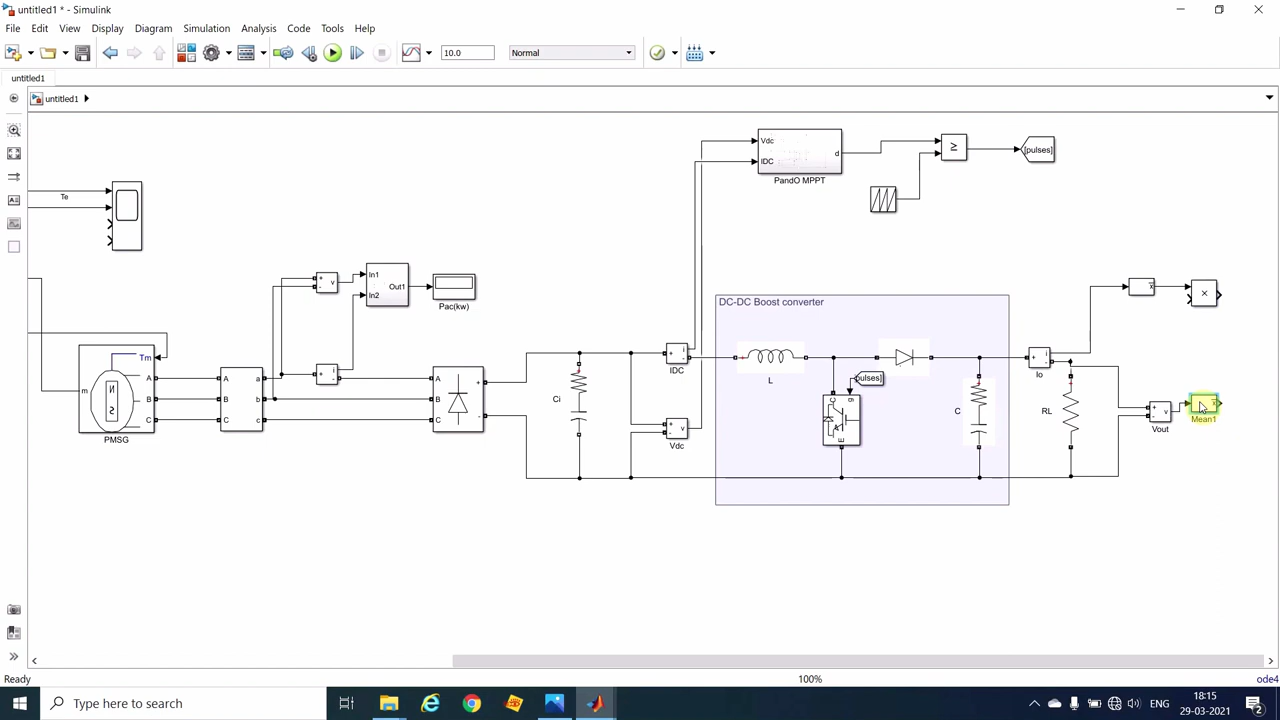 untitled1 * - Simulink
File Edit View Display Diagram Simulation Analysis Code Tools Help
10.0 Normal
untitled1
untitled1
Vdc
IDC
d
PandO MPPT
≥
[pulses]
Te
In1
In2
Out1
Pac(kw)
+
-
v
+
i
DC-DC Boost converter
x
×
Tm
m
N
S
A
B
C
PMSG
A
B
C
a
b
c
A
B
C
+
-
Ci
+
i
-
IDC
+
-
v
Vdc
L
pulses]
g
C
E
C
+
i
-
Io
RL
+
-
v
Vout
x
Mean1
Ready 100% ode4
Type here to search
ENG
18:15
29-03-2021
2